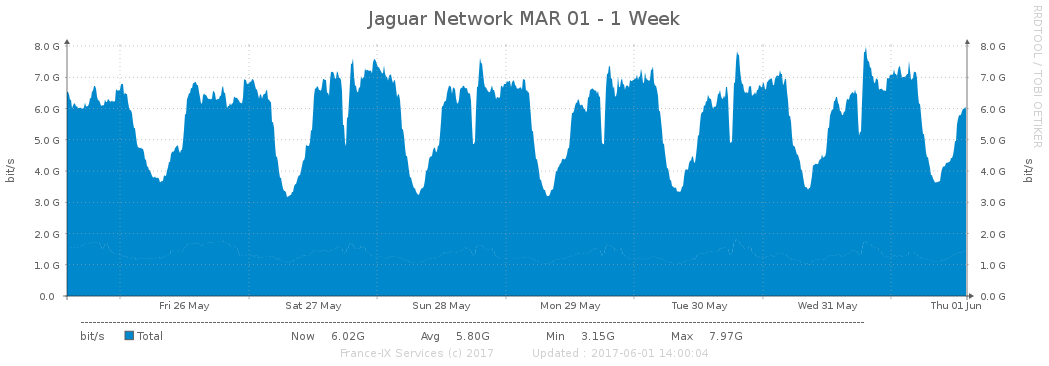 Jaguar Network MAR 01 - 1 Week
RRDTOOL / TOBI OETIKER
8.0 G 8.0 G
7.0 G 7.0 G
6.0 G 6.0 G
5.0 G 5.0 G
4.0 G 4.0 G
3.0 G 3.0 G
2.0 G 2.0 G
1.0 G 1.0 G
0.0 0.0 G
bit/s bit/s
Fri 26 May Sat 27 May Sun 28 May Mon 29 May Tue 30 May Wed 31 May Thu 01 Jun
bit/s Total Now 6.02G Avg 5.80G Min 3.15G Max 7.97G
France-IX Services (c) 2017 Updated : 2017-06-01 14:00:04